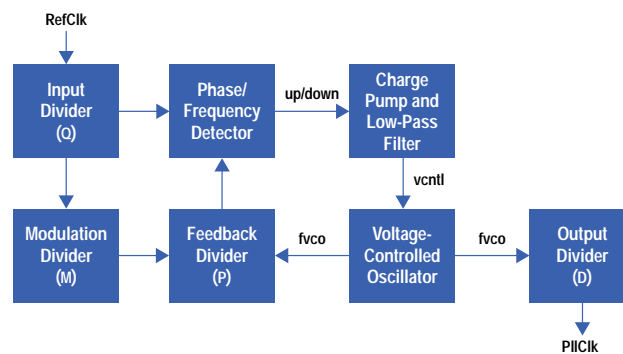 RefClk
Input
Divider
(Q)
Phase/
Frequency
Detector
up/down
Charge
Pump and
Low-Pass
Filter
vcntl
Modulation
Divider
(M)
Feedback
Divider
(P)
fvco
Voltage-
Controlled
Oscillator
fvco
Output
Divider
(D)
PllClk